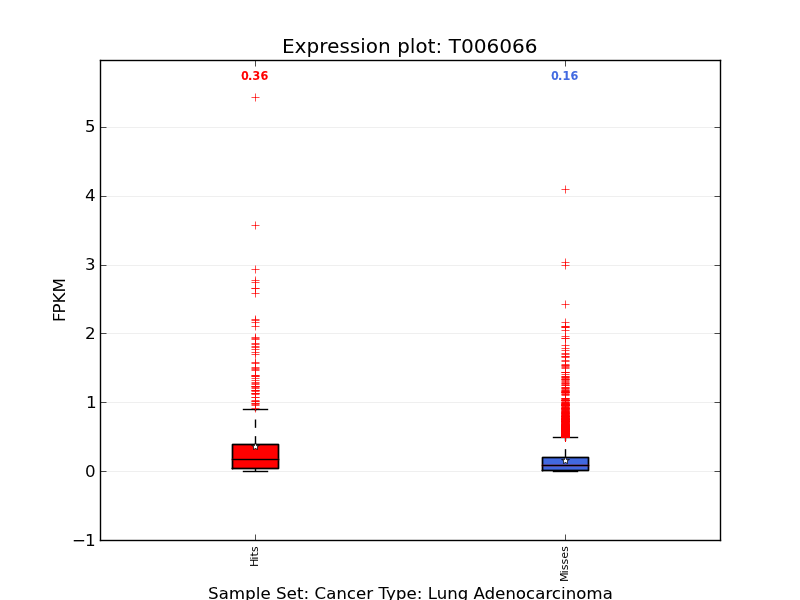 Expression plot: T006066
0.36
0.16
5
4
3
2
1
0
−1
FPKM
Hits
Misses
Sample Set: Cancer Type: Lung Adenocarcinoma